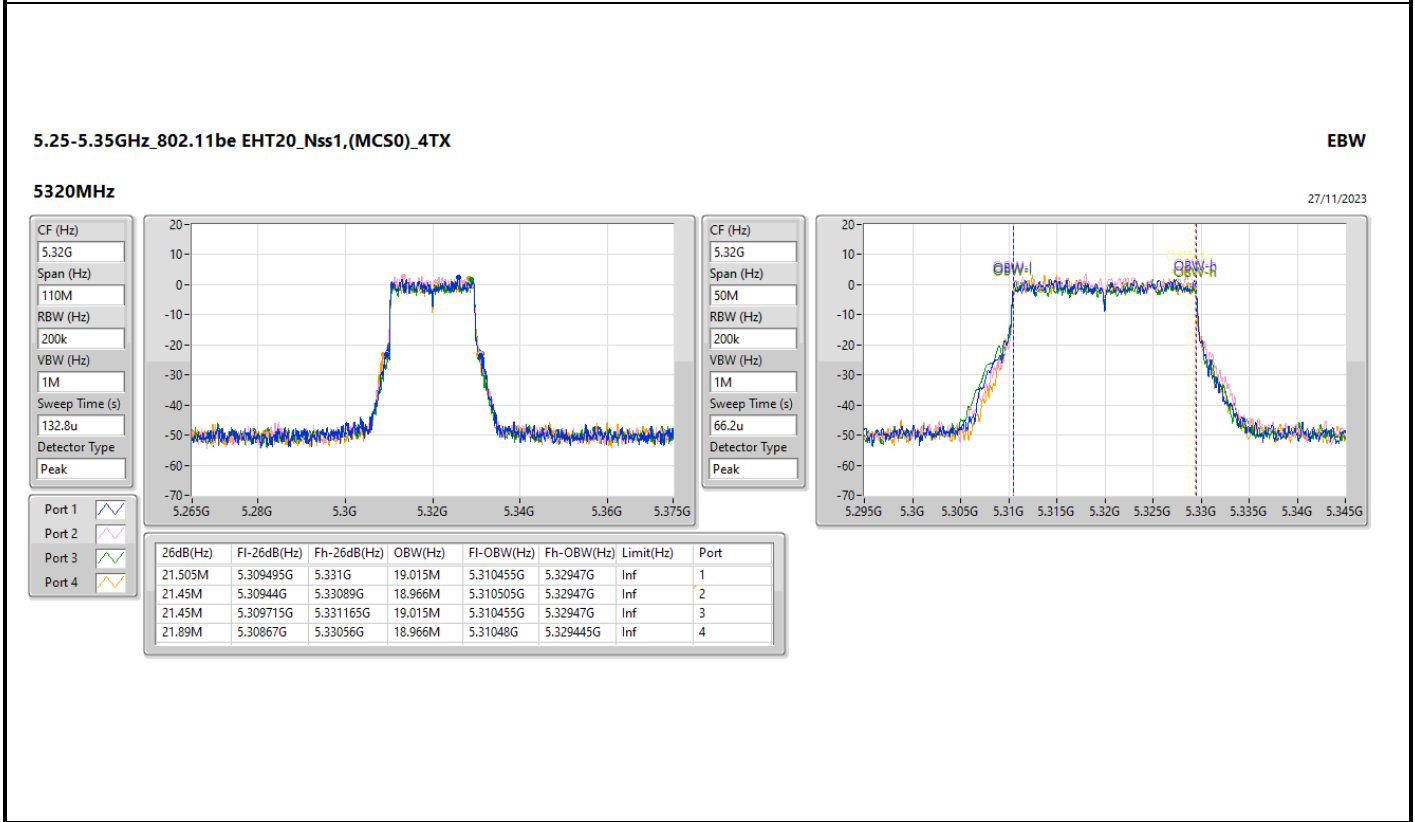 5.25-5.35GHz_802.11be EHT20_Nss1,(MCS0)_4TX
EBW
5320MHz
27/11/2023
CF (Hz)
5.32G
Span (Hz)
110M
RBW (Hz)
200k
VBW (Hz)
1M
Sweep Time (s)
132.8u
Detector Type
Peak
20
10
0
-10
-20
-30
-40
-50
-60
-70
5.265G 5.28G 5.3G 5.32G 5.34G 5.36G 5.375G
CF (Hz)
5.32G
Span (Hz)
50M
RBW (Hz)
200k
VBW (Hz)
1M
Sweep Time (s)
66.2u
Detector Type
Peak
20
10
0
-10
-20
-30
-40
-50
-60
-70
OBW-l
OBW-h
5.295G 5.3G 5.305G 5.31G 5.315G 5.32G 5.325G 5.33G 5.335G 5.34G 5.345G
Port 1
Port 2
Port 3
Port 4
26dB(Hz) Fl-26dB(Hz) Fh-26dB(Hz) OBW(Hz) Fl-OBW(Hz) Fh-OBW(Hz) Limit(Hz) Port
21.505M 5.309495G 5.331G 19.015M 5.310455G 5.32947G Inf 1
21.45M 5.30944G 5.33089G 18.966M 5.310505G 5.32947G Inf 2
21.45M 5.309715G 5.331165G 19.015M 5.310455G 5.32947G Inf 3
21.89M 5.30867G 5.33056G 18.966M 5.31048G 5.329445G Inf 4